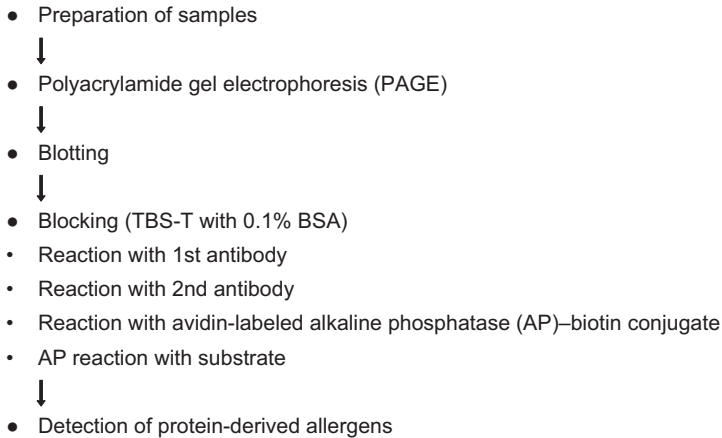 ● Preparation of samples
● Polyacrylamide gel electrophoresis (PAGE)
● Blotting
● Blocking (TBS-T with 0.1% BSA)
• Reaction with 1st antibody
• Reaction with 2nd antibody
• Reaction with avidin-labeled alkaline phosphatase (AP)–biotin conjugate
• AP reaction with substrate
● Detection of protein-derived allergens